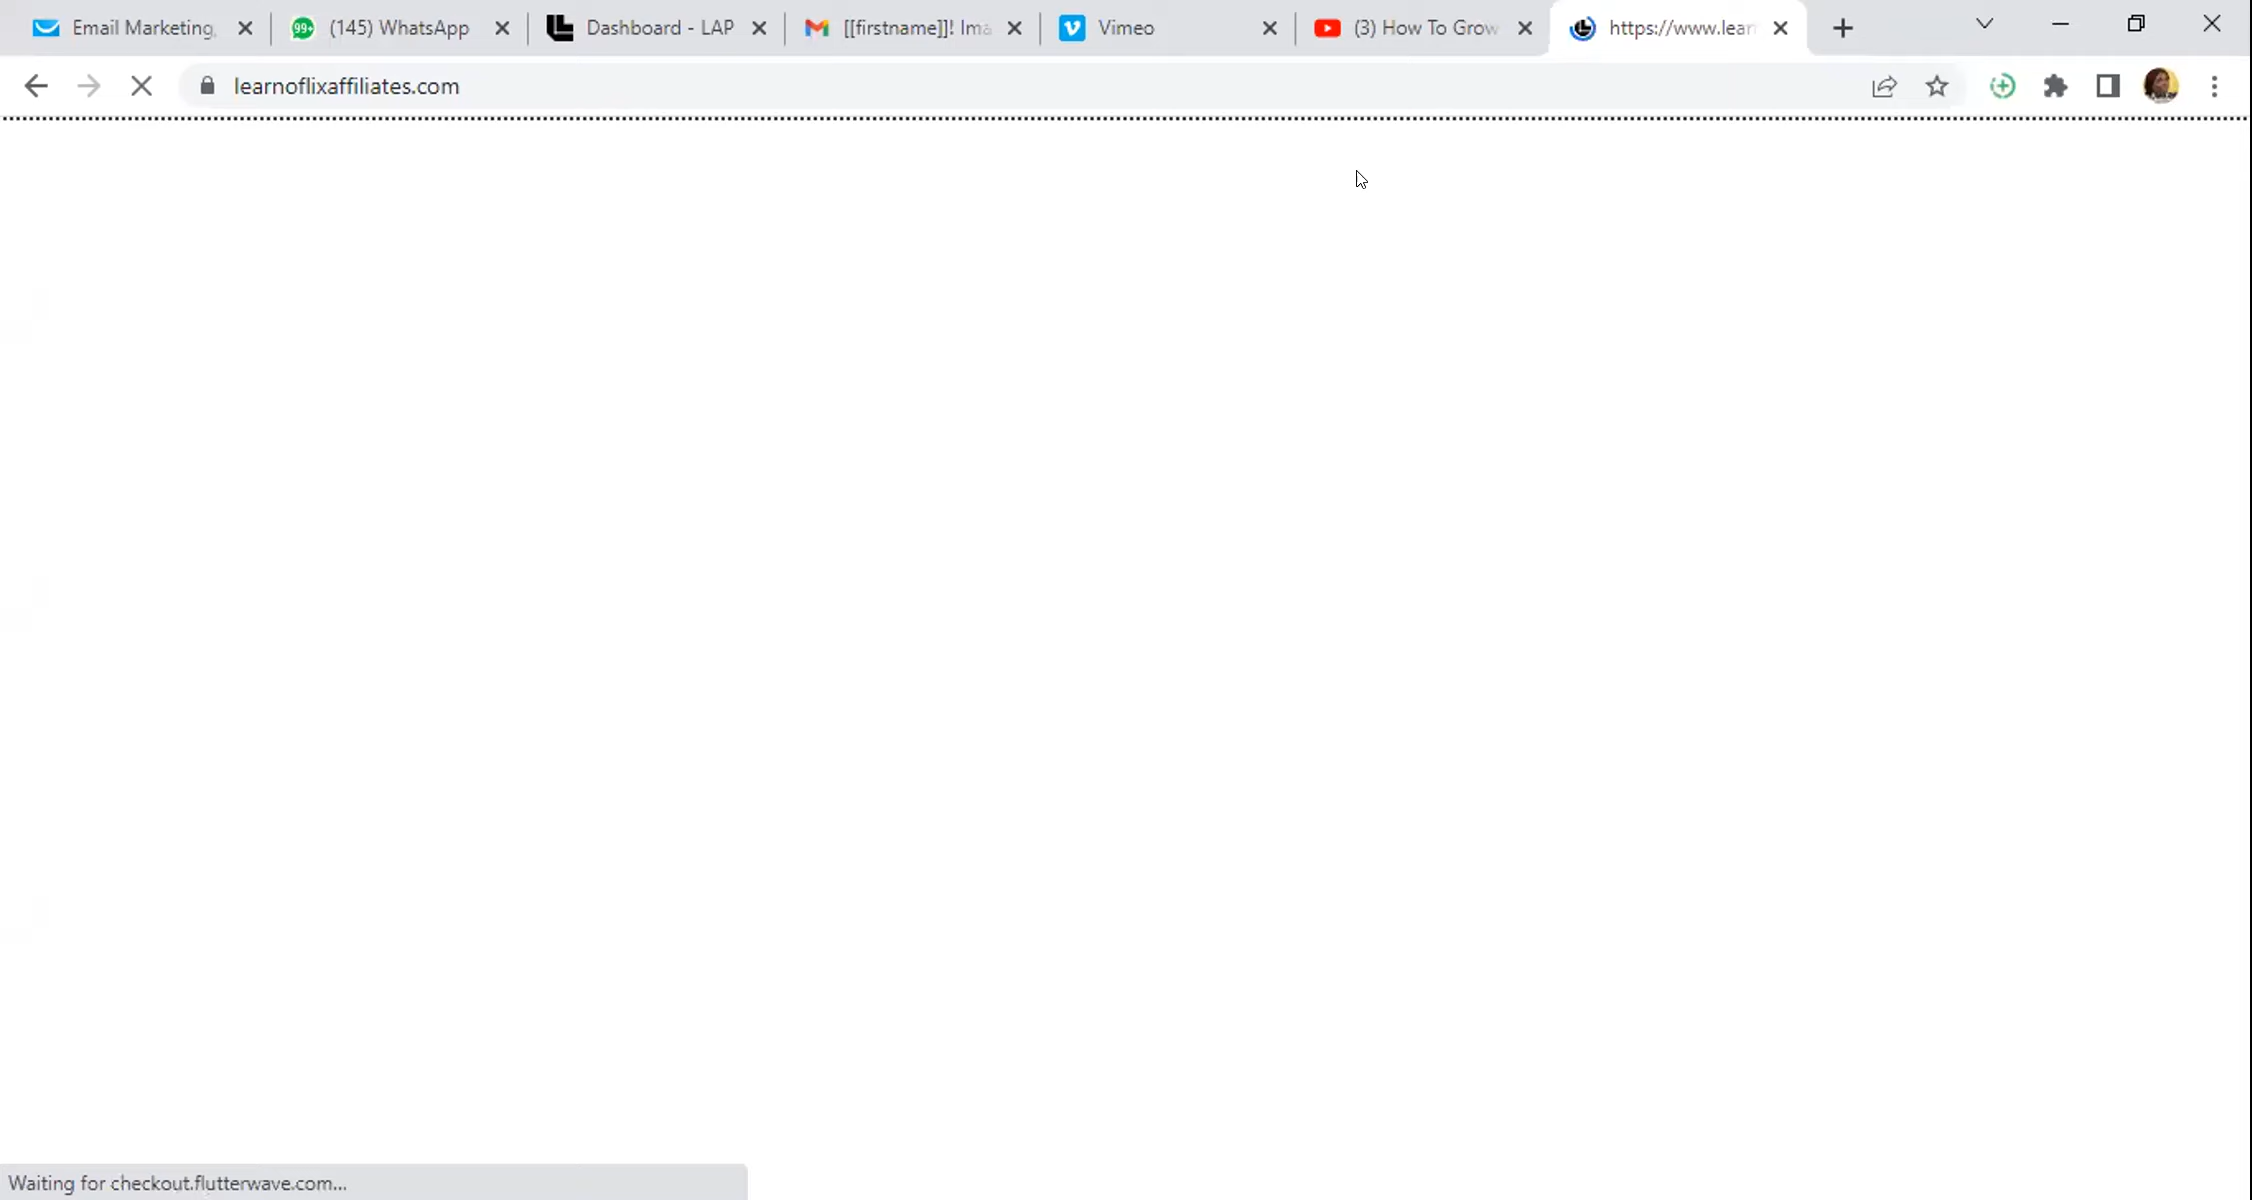 Email Marketing,
99+ (145) WhatsApp
Dashboard - LAP
[[firstname]]! Ima
Vimeo
(3) How To Grow
https://www.lear
learnoflixaffiliates.com
Waiting for checkout.flutterwave.com...